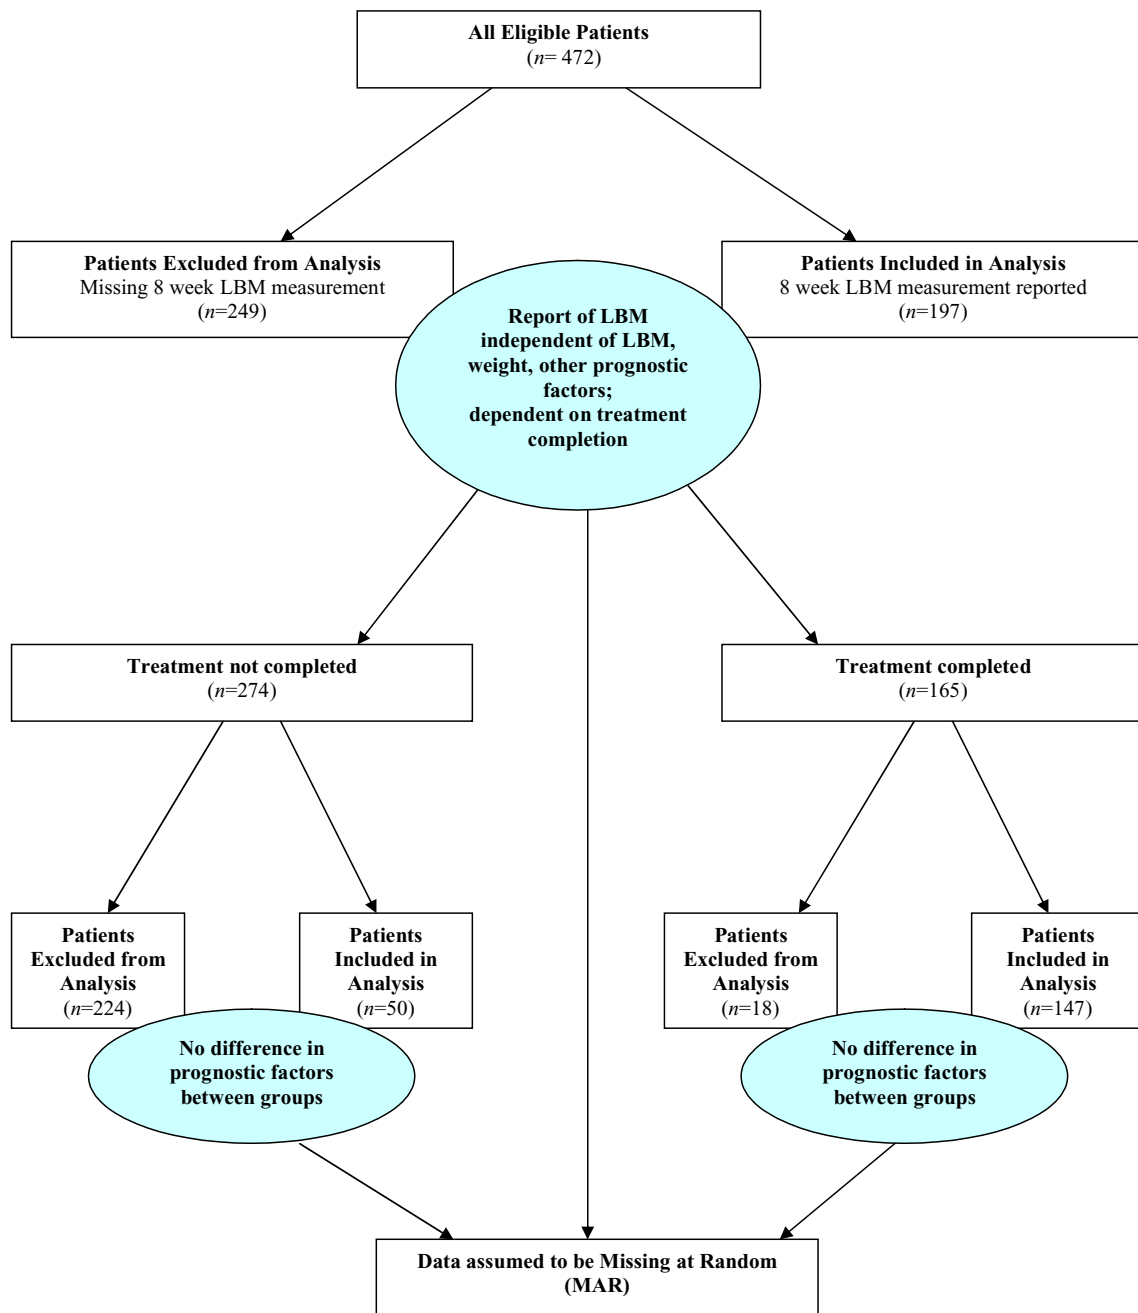 All Eligible Patients
(n= 472)
Patients Excluded from Analysis
Missing 8 week LBM measurement
(n=249)
Patients Included in Analysis
8 week LBM measurement reported
(n=197)
Report of LBM
independent of LBM,
weight, other prognostic
factors;
dependent on treatment
completion
Treatment not completed
(n=274)
Treatment completed
(n=165)
Patients
Excluded from
Analysis
(n=224)
Patients
Included in
Analysis
(n=50)
Patients
Excluded from
Analysis
(n=18)
Patients
Included in
Analysis
(n=147)
No difference in
prognostic factors
between groups
No difference in
prognostic factors
between groups
Data assumed to be Missing at Random
(MAR)